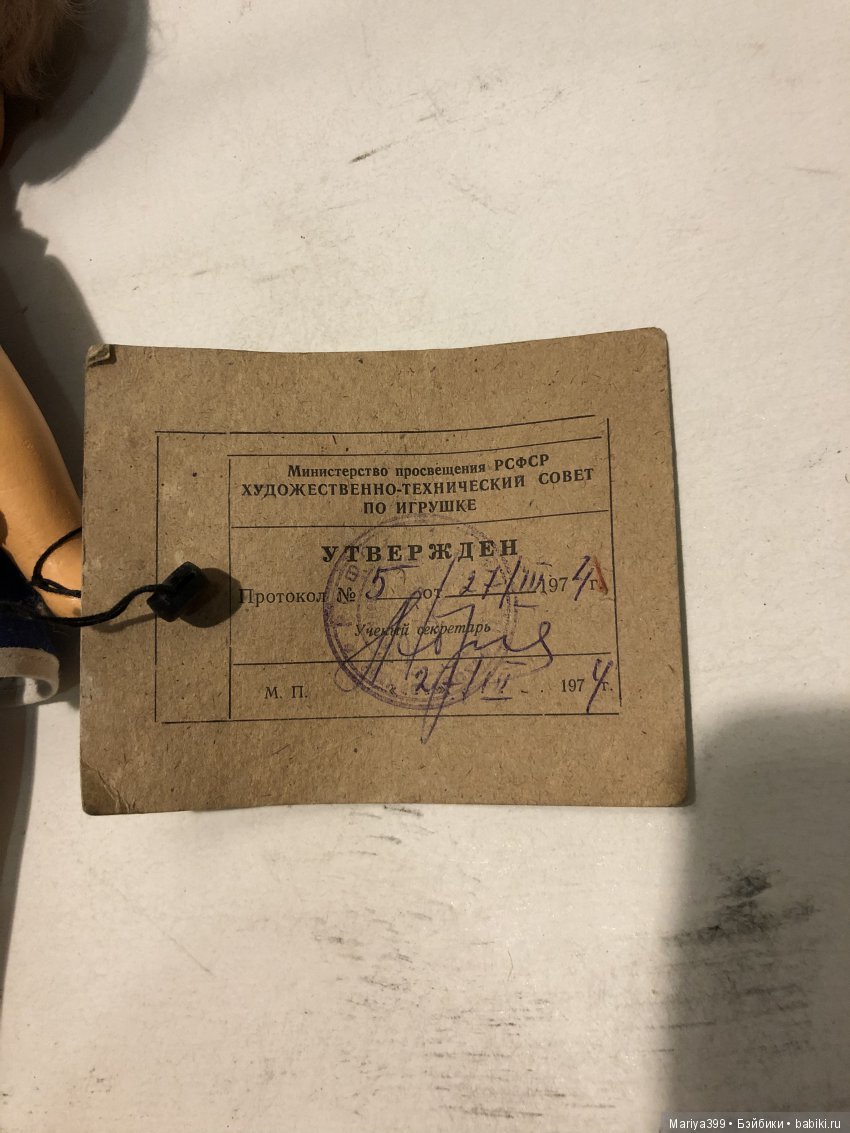 Министерство просвещения РСФСР
ХУДОЖЕСТВЕННО-ТЕХНИЧЕСКИЙ СОВЕТ
ПО ИГРУШКЕ
УТВЕРЖДЕН
Протокол № 5 от 27/III 1974 г.
Ученый секретарь
М. П. 27/III 1974 г.
Mariya399 • Бэйбики • babiki.ru